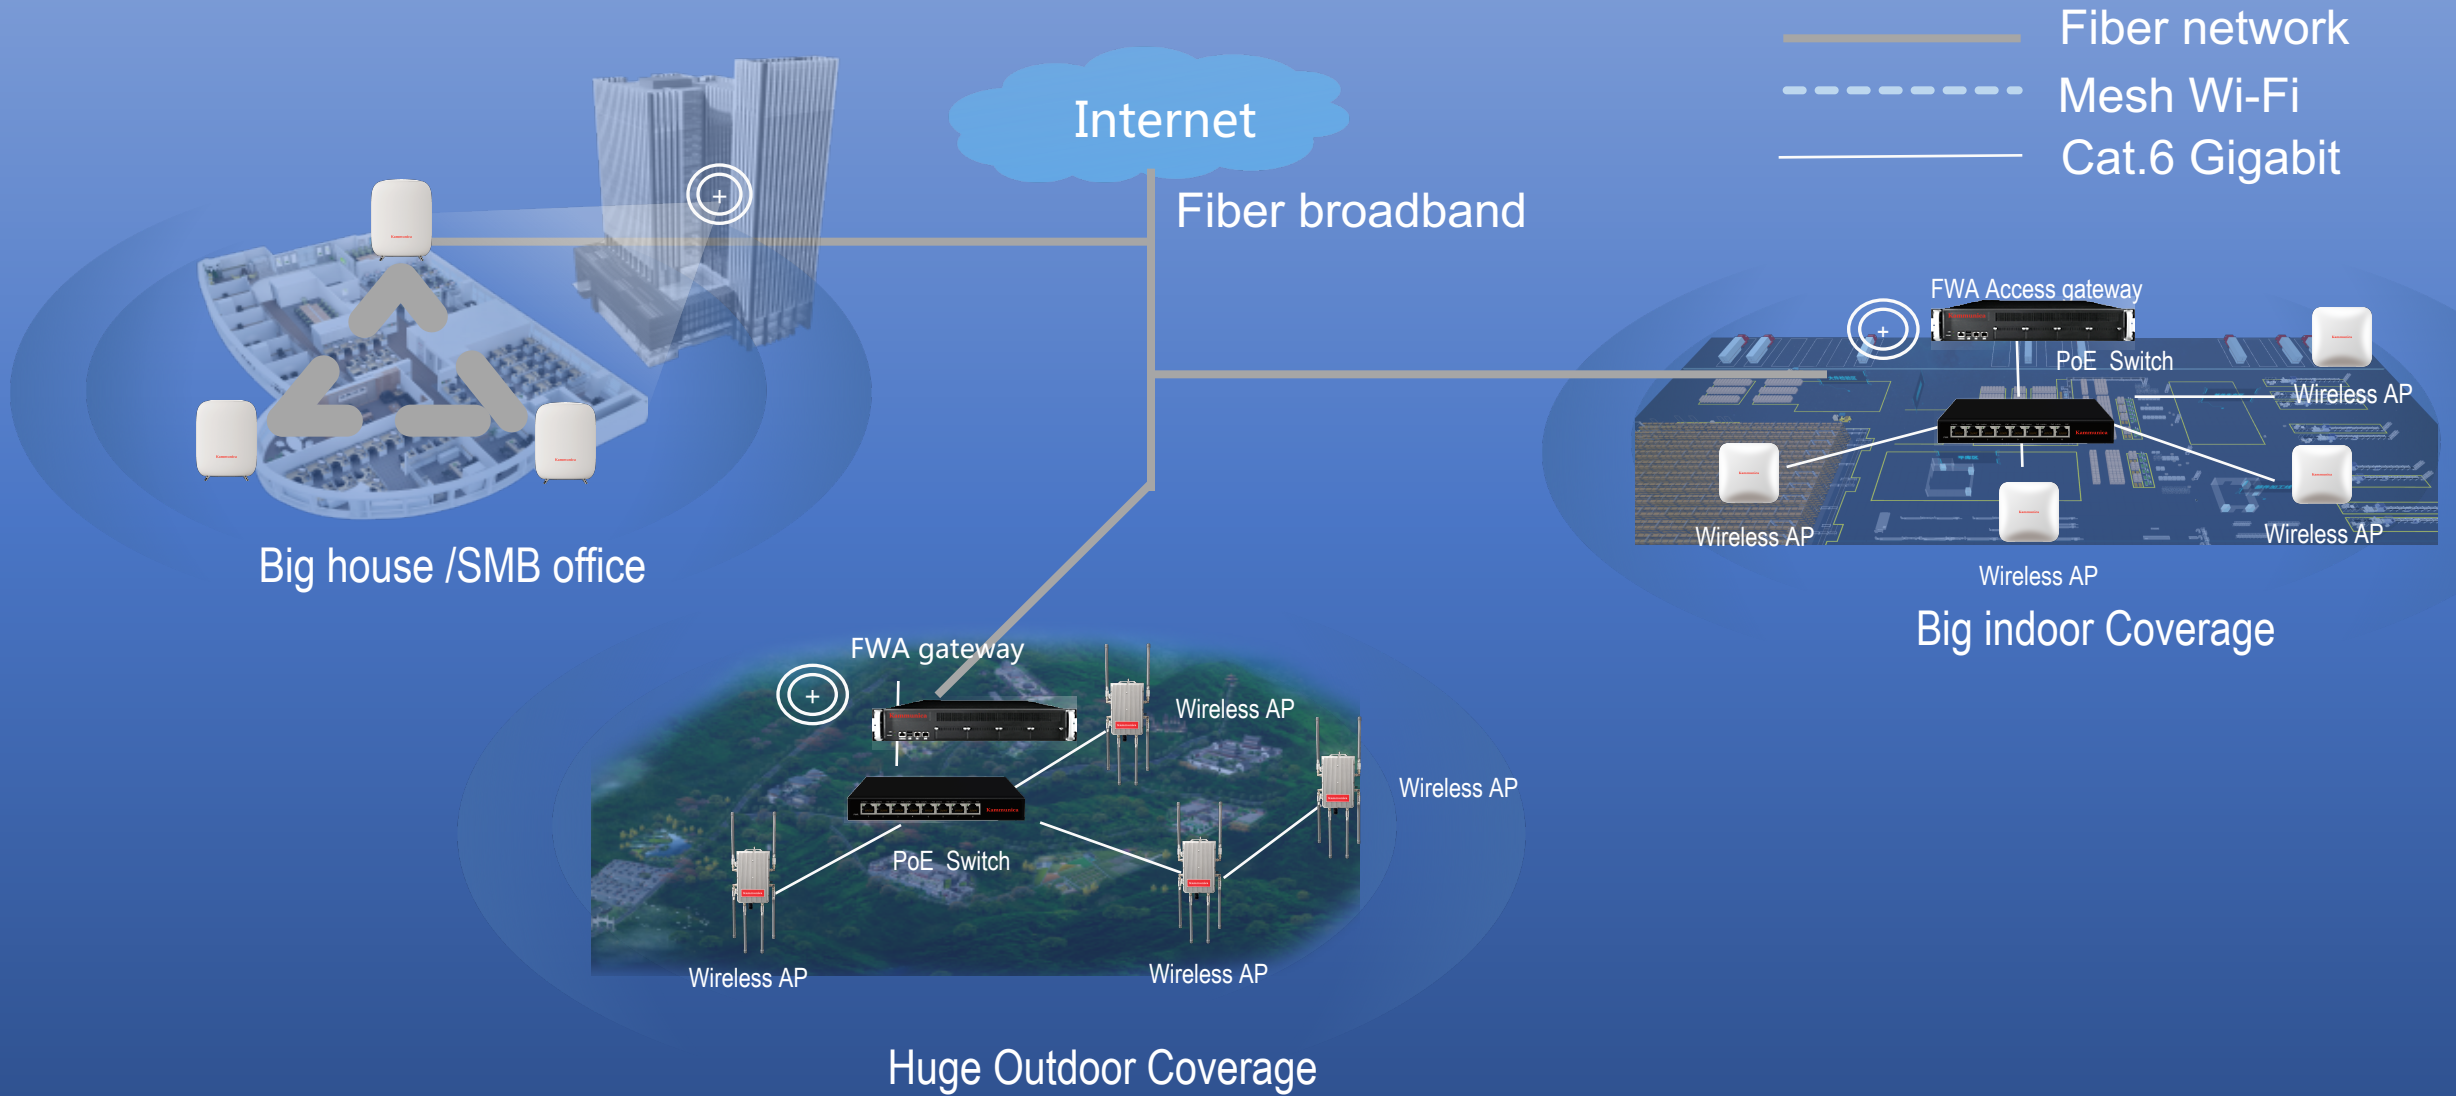 Fiber network
Mesh Wi-Fi
Cat.6 Gigabit
Internet
Fiber broadband
FWA Access gateway
PoE Switch
Wireless AP
Wireless AP
Wireless AP
Wireless AP
Big indoor Coverage
Big house /SMB office
FWA gateway
Wireless AP
Wireless AP
PoE Switch
Wireless AP
Wireless AP
Huge Outdoor Coverage